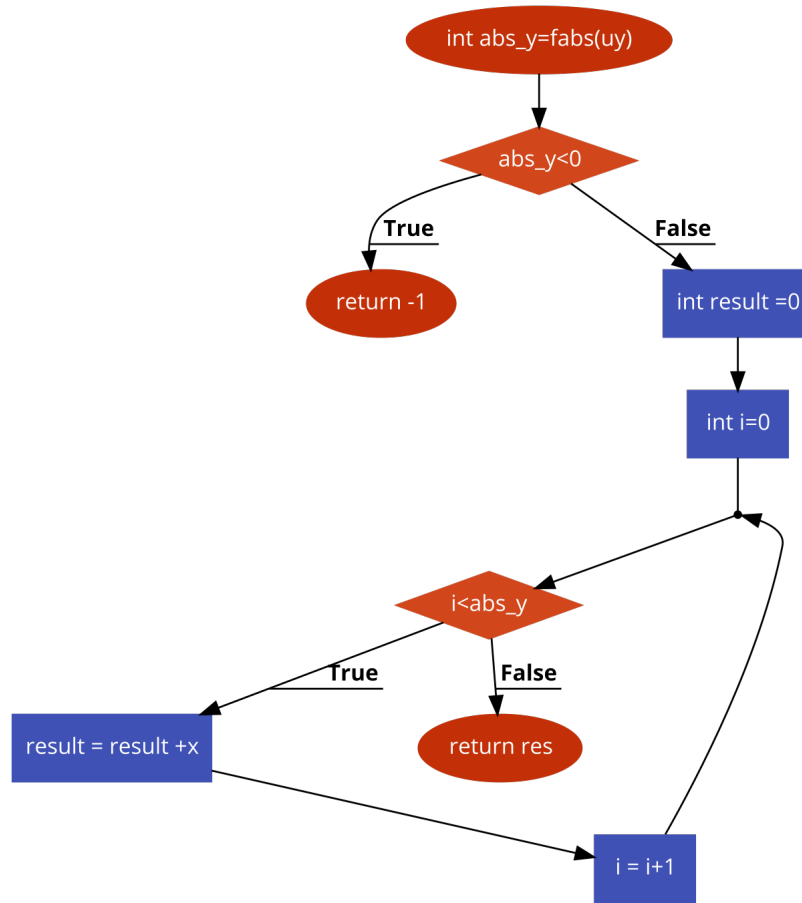 int abs_y=fabs(uy)
abs_y<0
True
False
return -1
int result =0
int i=0
i<abs_y
True
False
result = result +x
return res
i = i+1